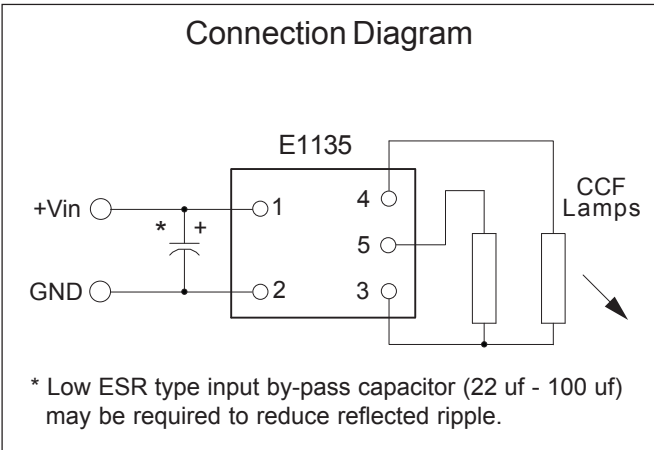 Connection Diagram
E1135
+Vin
* +
1
4
CCF
Lamps
5
GND
2
3
* Low ESR type input by-pass capacitor (22 uf - 100 uf)
may be required to reduce reflected ripple.